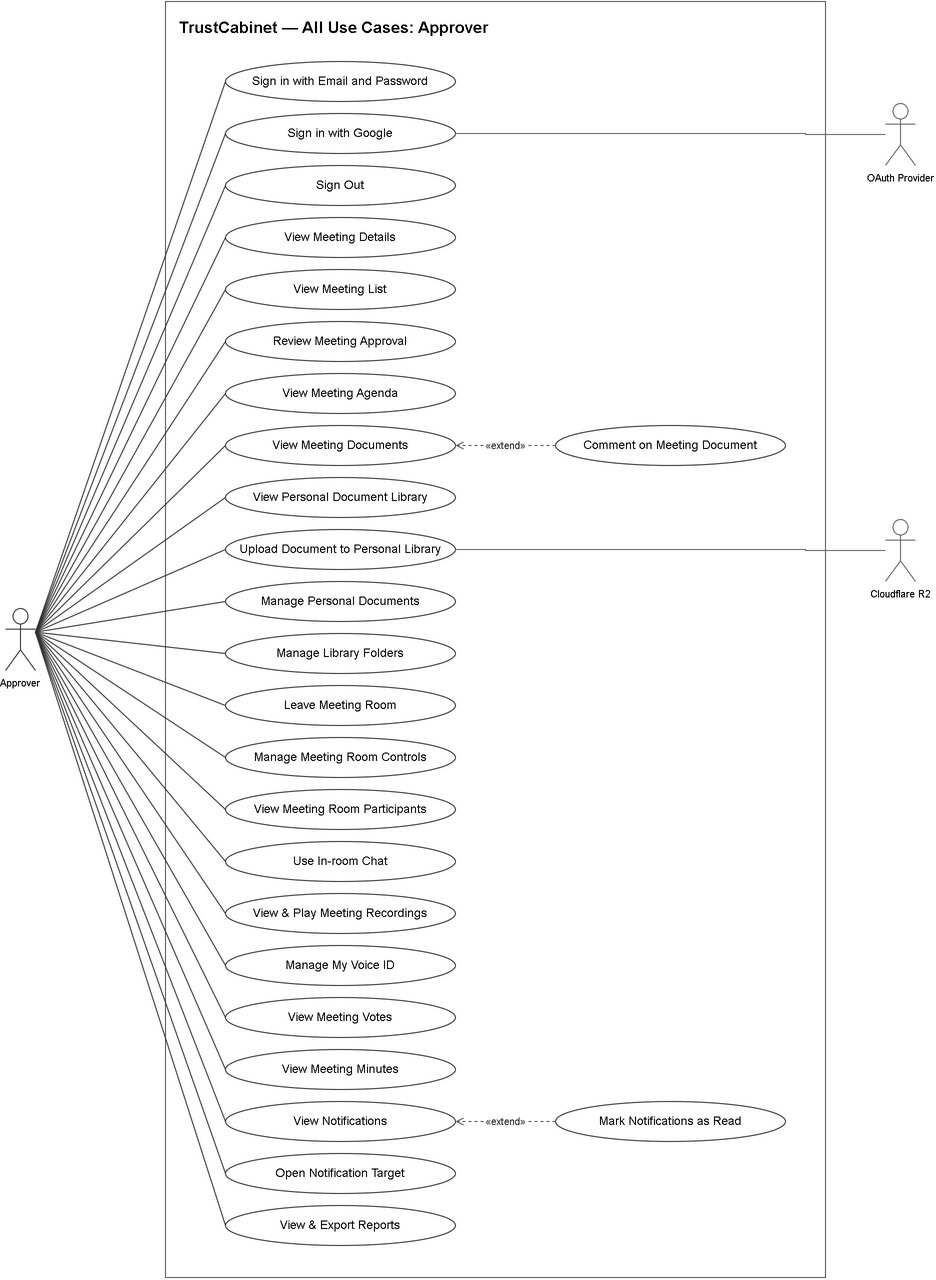 TrustCabinet — All Use Cases: Approver
Sign in with Email and Password
Sign in with Google
OAuth Provider
Sign Out
View Meeting Details
View Meeting List
Review Meeting Approval
View Meeting Agenda
View Meeting Documents
«extend»
Comment on Meeting Document
View Personal Document Library
Upload Document to Personal Library
Cloudflare R2
Manage Personal Documents
Manage Library Folders
Approver
Leave Meeting Room
Manage Meeting Room Controls
View Meeting Room Participants
Use In-room Chat
View & Play Meeting Recordings
Manage My Voice ID
View Meeting Votes
View Meeting Minutes
View Notifications
«extend»
Mark Notifications as Read
Open Notification Target
View & Export Reports